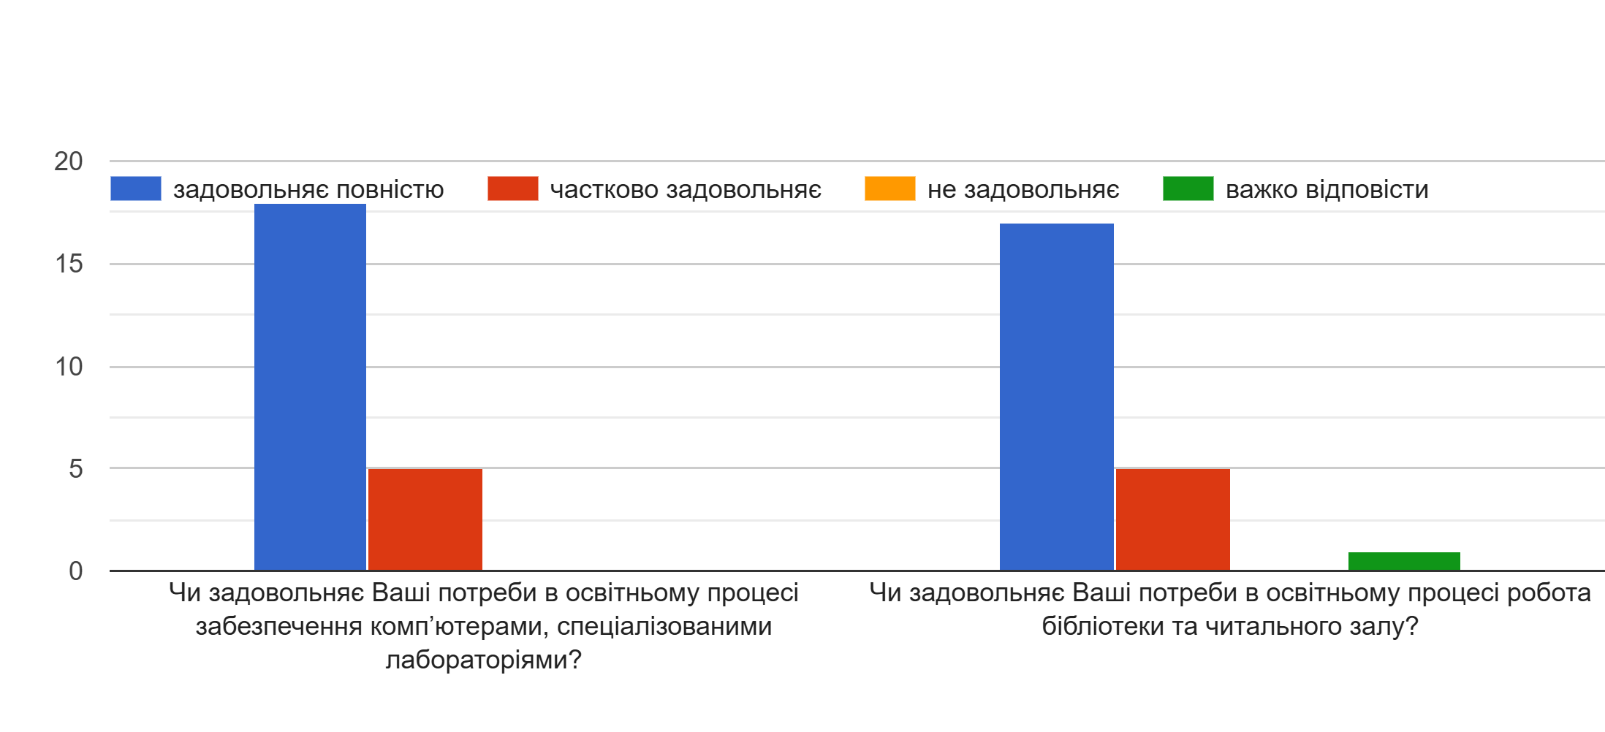 20
задовольняє повністю
частково задовольняє
не задовольняє
важко відповісти
15
10
5
0
Чи задовольняє Ваші потреби в освітньому процесі
забезпечення комп’ютерами, спеціалізованими
лабораторіями?
Чи задовольняє Ваші потреби в освітньому процесі робота
бібліотеки та читального залу?